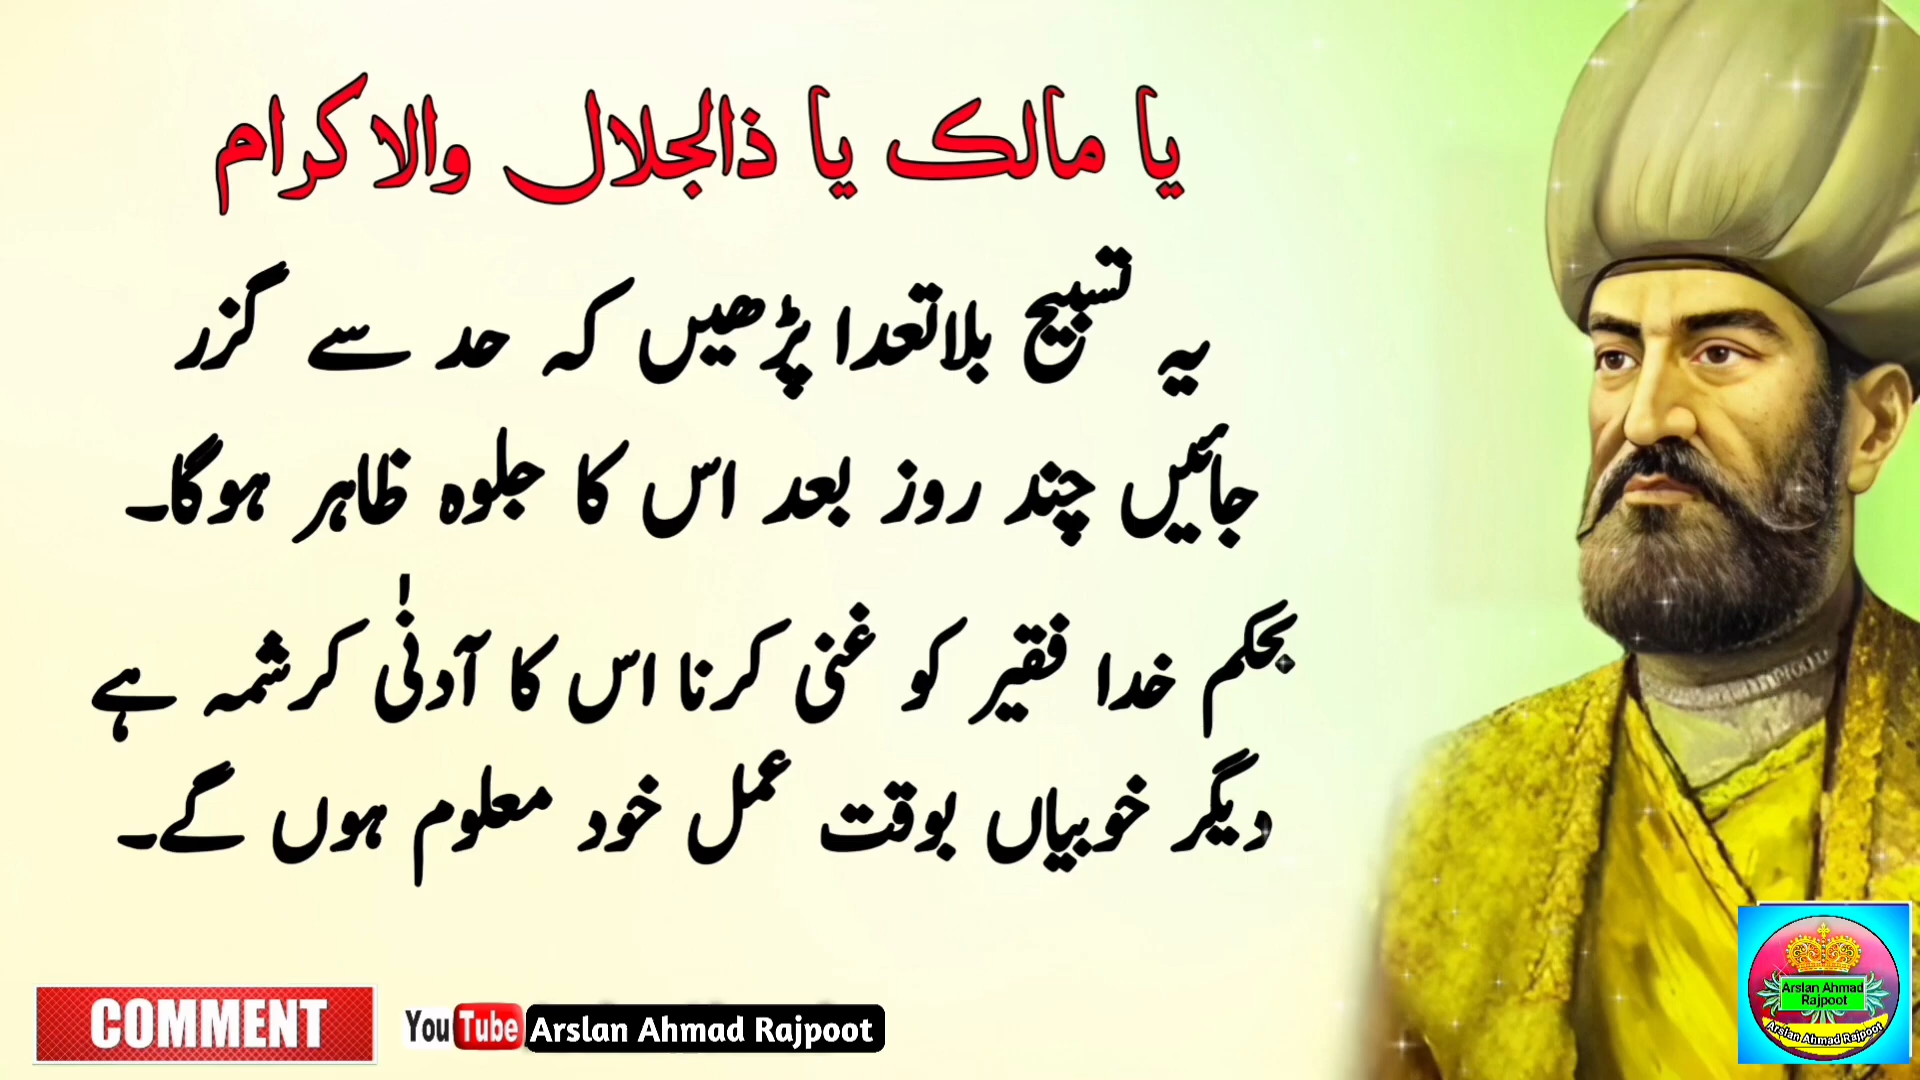 یا مالک یا ذالجلال والاکرام
یہ تسبیح بلاتعدا پڑھیں کہ حد سے گزر
جائیں چند روز بعد اس کا جلوہ ظاہر ہوگا۔
بحکم خدا فقیر کو غنی کرنا اس کا آدنیٰ کرشمہ ہے
دیگر خوبیاں بوقت عمل خود معلوم ہوں گے۔
COMMENT
YouTube Arslan Ahmad Rajpoot
Arslan Ahmad
Rajpoot
Arslan Ahmad Rajpoot